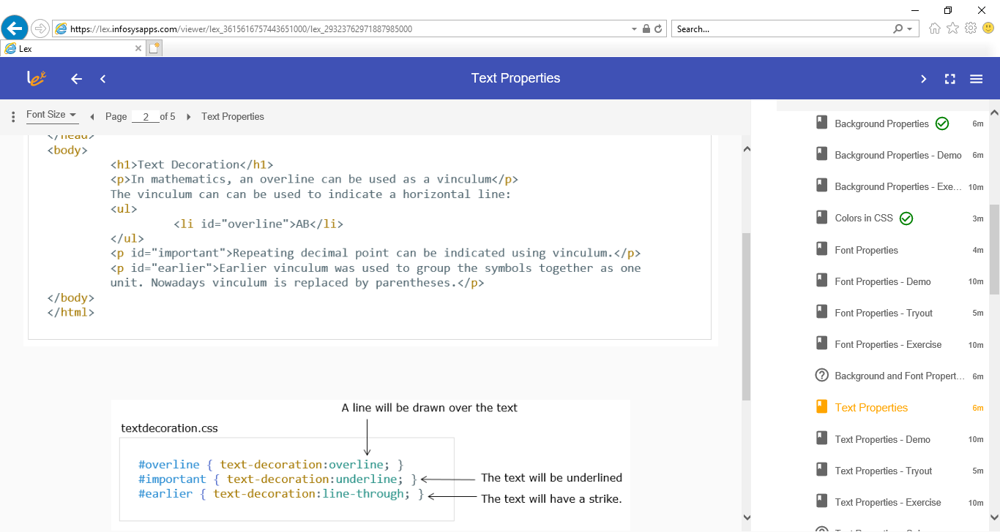 https://lex.infosysapps.com/viewer/lex_3615616757443651000/lex_29323762971887985000
Search...
Lex
lex
Text Properties
Font Size
Page 2 of 5
Text Properties
</head>
<body>
<h1>Text Decoration</h1>
<p>In mathematics, an overline can be used as a vinculum</p>
The vinculum can can be used to indicate a horizontal line:
<ul>
<li id="overline">AB</li>
</ul>
<p id="important">Repeating decimal point can be indicated using vinculum.</p>
<p id="earlier">Earlier vinculum was used to group the symbols together as one
unit. Nowadays vinculum is replaced by parentheses.</p>
</body>
</html>
A line will be drawn over the text
textdecoration.css
#overline { text-decoration:overline; }
#important { text-decoration:underline; }
The text will be underlined
#earlier { text-decoration:line-through; }
The text will have a strike.
Background Properties 6m
Background Properties - Demo 6m
Background Properties - Exe... 10m
Colors in CSS 3m
Font Properties 4m
Font Properties - Demo 10m
Font Properties - Tryout 5m
Font Properties - Exercise 10m
Background and Font Propert... 6m
Text Properties 6m
Text Properties - Demo 10m
Text Properties - Tryout 5m
Text Properties - Exercise 10m